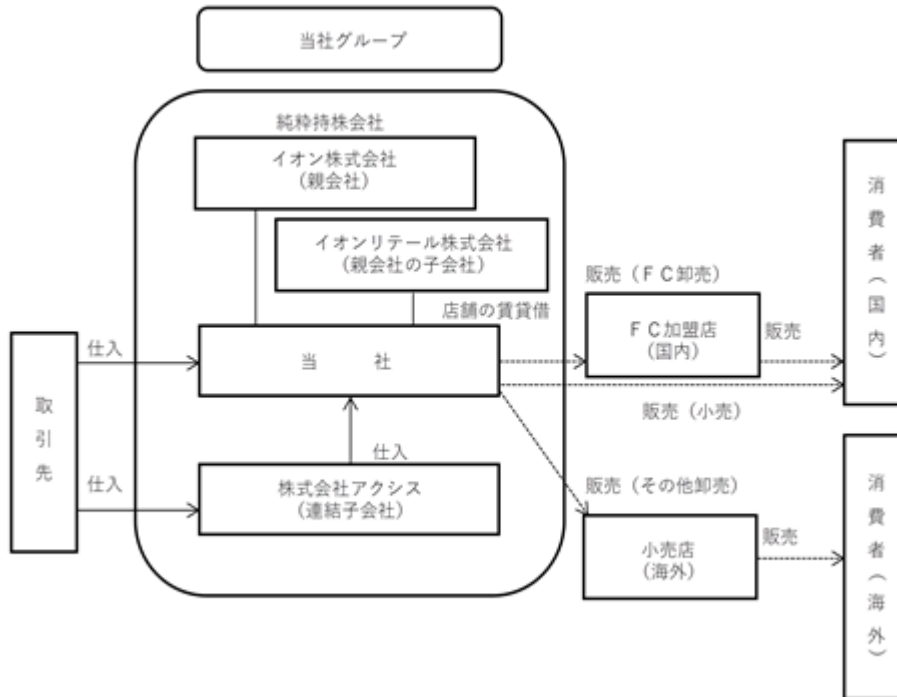 当社グループ
純粋持株会社
イオン株式会社
(親会社)
イオンリテール株式会社
(親会社の子会社)
店舗の賃貸借
販売(FC卸売)
FC加盟店
(国内)
販売
消費者(国内)
仕入
当 社
販売(小売)
取引先
仕入
仕入
株式会社アクシス
(連結子会社)
販売(その他卸売)
小売店
(海外)
販売
消費者(海外)